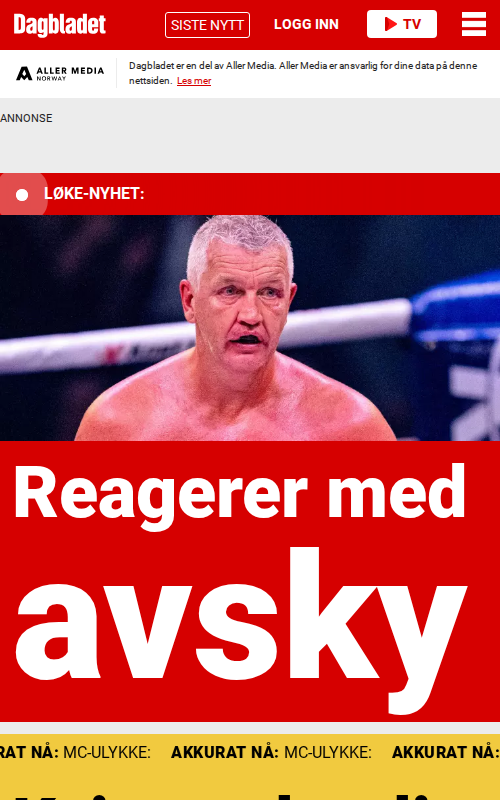 Dagbladet
SISTE NYTT
LOGG INN
TV
ALLER MEDIA
NORWAY
Dagbladet er en del av Aller Media. Aller Media er ansvarlig for dine data på denne
nettsiden. Les mer
ANNONSE
LØKE-NYHET:
Reagerer med
avsky
RAT NÅ: MC-ULYKKE: AKKURAT NÅ: MC-ULYKKE: AKKURAT NÅ: